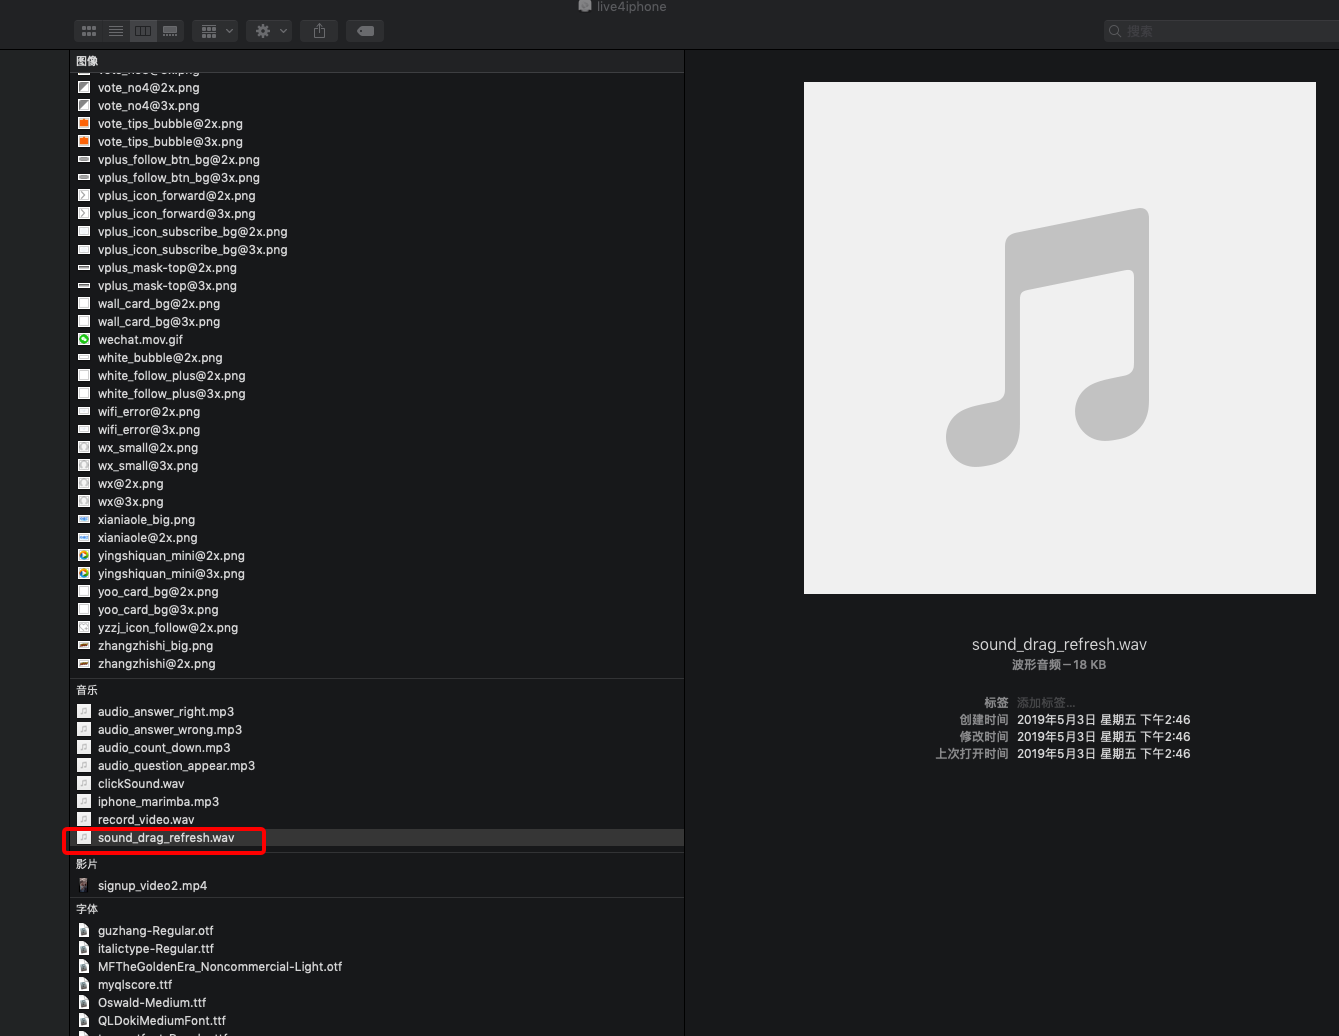 live4iphone
搜索
图像
vote_no4@2x.png
vote_no4@3x.png
vote_tips_bubble@2x.png
vote_tips_bubble@3x.png
vplus_follow_btn_bg@2x.png
vplus_follow_btn_bg@3x.png
vplus_icon_forward@2x.png
vplus_icon_forward@3x.png
vplus_icon_subscribe_bg@2x.png
vplus_icon_subscribe_bg@3x.png
vplus_mask-top@2x.png
vplus_mask-top@3x.png
wall_card_bg@2x.png
wall_card_bg@3x.png
wechat.mov.gif
white_bubble@2x.png
white_follow_plus@2x.png
white_follow_plus@3x.png
wifi_error@2x.png
wifi_error@3x.png
wx_small@2x.png
wx_small@3x.png
wx@2x.png
wx@3x.png
xianiaole_big.png
xianiaole@2x.png
yingshiquan_mini@2x.png
yingshiquan_mini@3x.png
yoo_card_bg@2x.png
yoo_card_bg@3x.png
yzzj_icon_follow@2x.png
zhangzhishi_big.png
zhangzhishi@2x.png
音乐
audio_answer_right.mp3
audio_answer_wrong.mp3
audio_count_down.mp3
audio_question_appear.mp3
clickSound.wav
iphone_marimba.mp3
record_video.wav
sound_drag_refresh.wav
影片
signup_video2.mp4
字体
guzhang-Regular.otf
italictype-Regular.ttf
MFTheGoldenEra_Noncommercial-Light.otf
myqlscore.ttf
Oswald-Medium.ttf
QLDokiMediumFont.ttf
sound_drag_refresh.wav
波形音频 – 18 KB
标签 添加标签...
创建时间 2019年5月3日 星期五 下午2:46
修改时间 2019年5月3日 星期五 下午2:46
上次打开时间 2019年5月3日 星期五 下午2:46